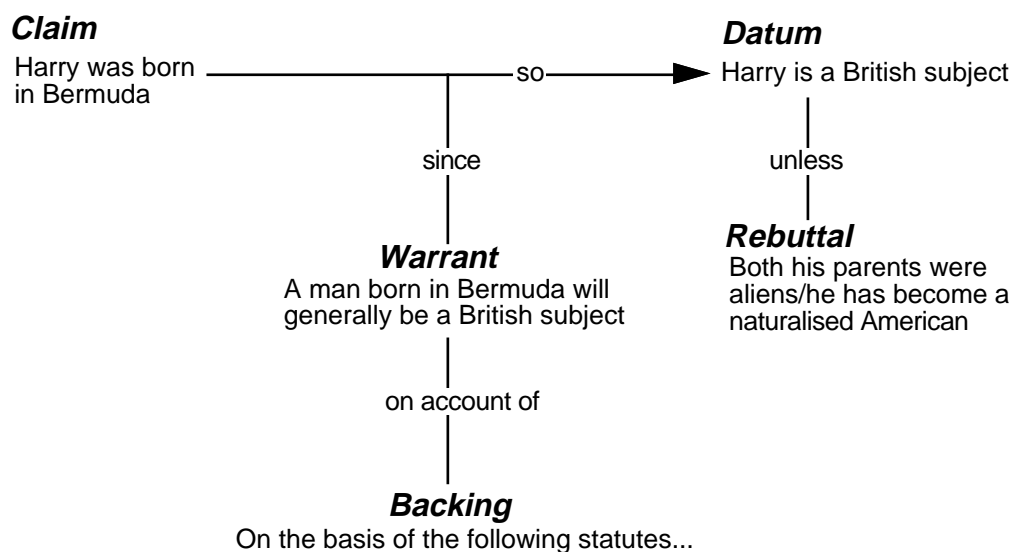 Claim
Harry was born
in Bermuda
so
Datum
Harry is a British subject
since
unless
Warrant
A man born in Bermuda will
generally be a British subject
Rebuttal
Both his parents were
aliens/he has become a
naturalised American
on account of
Backing
On the basis of the following statutes...